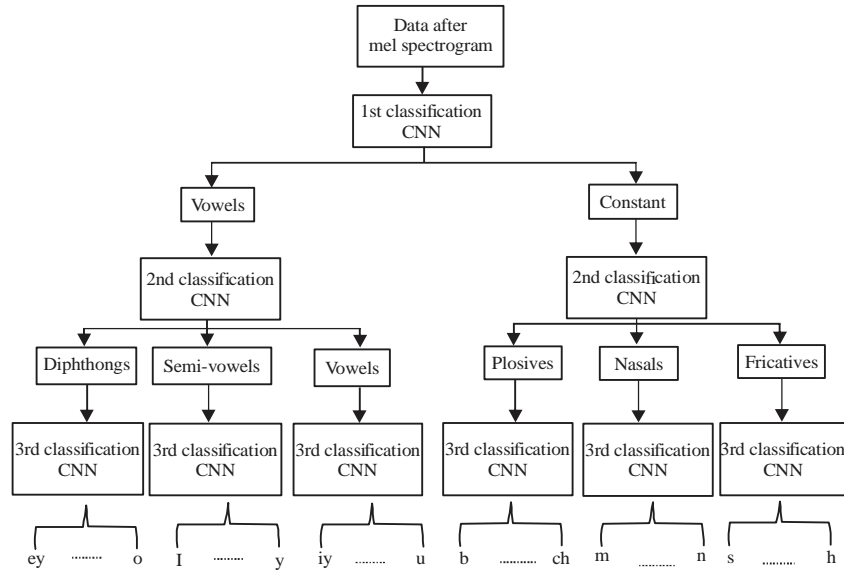 Data after
mel spectrogram
1st classification
CNN
Vowels
Constant
2nd classification
CNN
2nd classification
CNN
Diphthongs
Semi-vowels
Vowels
Plosives
Nasals
Fricatives
3rd classification
CNN
3rd classification
CNN
3rd classification
CNN
3rd classification
CNN
3rd classification
CNN
3rd classification
CNN
ey ......... o
I ......... y
iy ......... u
b .......... ch
m .......... n
s ......... h